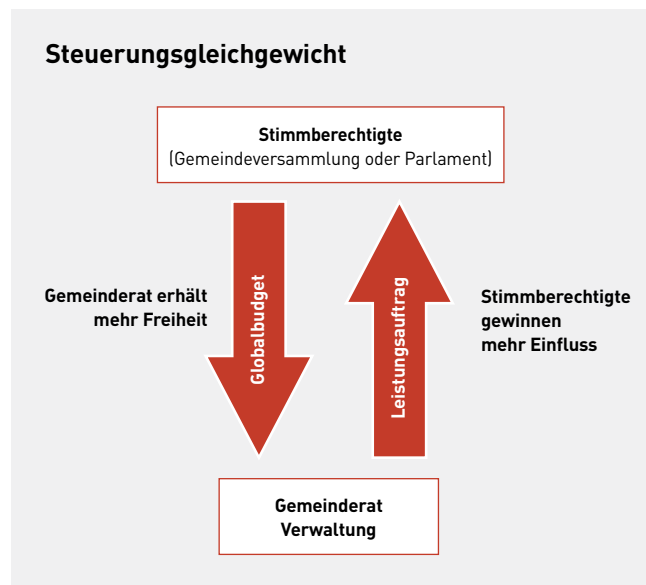 Steuerungsgleichgewicht
Stimmberechtigte
(Gemeindeversammlung oder Parlament)
Gemeinderat erhält
mehr Freiheit
Globalbudget
Leistungsauftrag
Stimmberechtigte
gewinnen
mehr Einfluss
Gemeinderat
Verwaltung